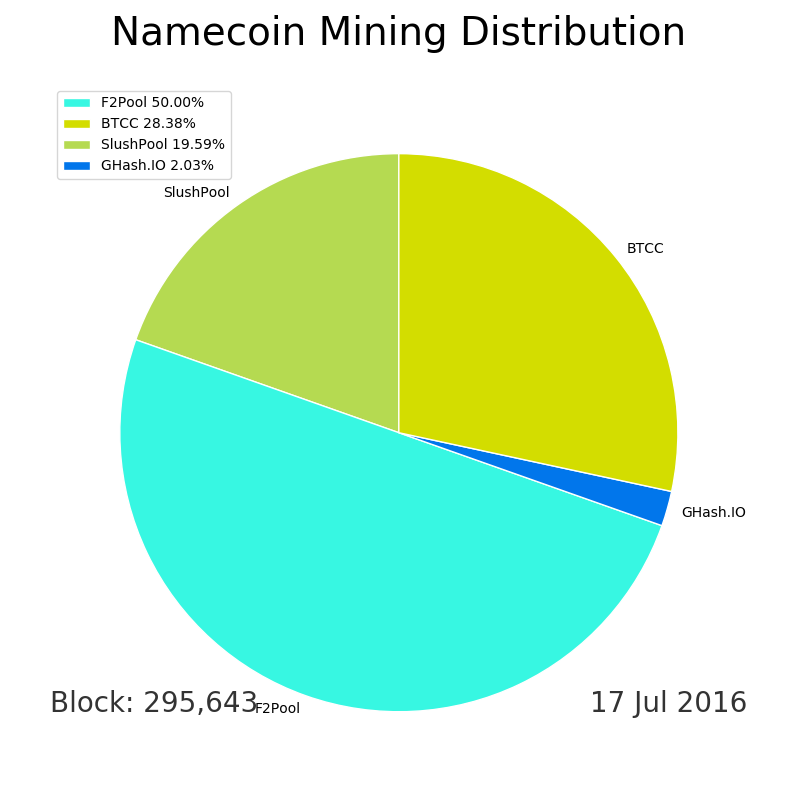 Namecoin Mining Distribution
F2Pool 50.00%
BTCC 28.38%
SlushPool 19.59%
GHash.IO 2.03%
SlushPool
BTCC
GHash.IO
Block: 295,643
F2Pool
17 Jul 2016